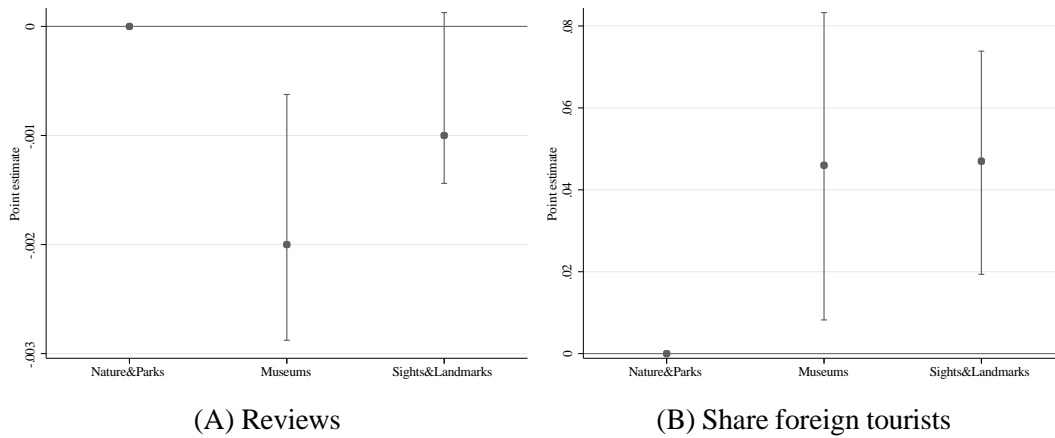 Point estimate
0
-.001
-.002
-.003
Nature&Parks Museums Sights&Landmarks
(A) Reviews
Point estimate
.08
.06
.04
.02
0
Nature&Parks Museums Sights&Landmarks
(B) Share foreign tourists